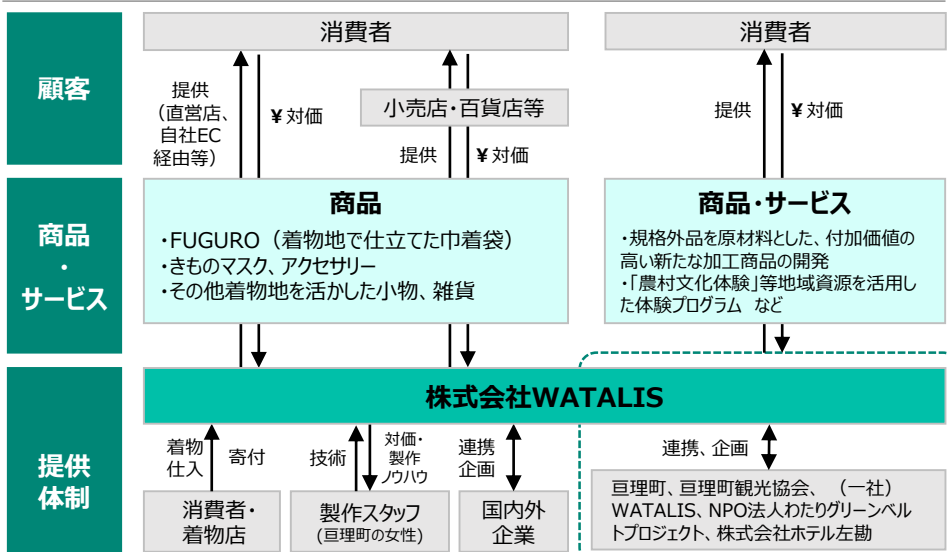 顧客
消費者
消費者
提供
（直営店、
自社EC
経由等）
¥ 対価
小売店・百貨店等
提供
¥ 対価
提供
¥ 対価
商品
・
サービス
商品
・FUGURO（着物地で仕立てた巾着袋）
・きものマスク、アクセサリー
・その他着物地を活かした小物、雑貨
商品・サービス
・規格外品を原材料とした、付加価値の
高い新たな加工商品の開発
・「農村文化体験」等地域資源を活用し
た体験プログラム など
提供
体制
株式会社WATALIS
着物
仕入
寄付
技術
対価・
製作
ノウハウ
連携
企画
連携、企画
消費者・
着物店
製作スタッフ
(亘理町の女性)
国内外
企業
亘理町、亘理町観光協会、（一社）
WATALIS、NPO法人わたりグリーンベル
トプロジェクト、株式会社ホテル左勘